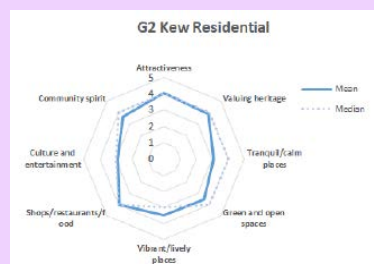 G2 Kew Residential
Attractiveness
5
4
3
2
1
0
Valuing heritage
Tranquil/calm
places
Green and open
spaces
Vibrant/lively
places
Shops/restaurants/f
ood
Culture and
entertainment
Community spirit
Mean
Median